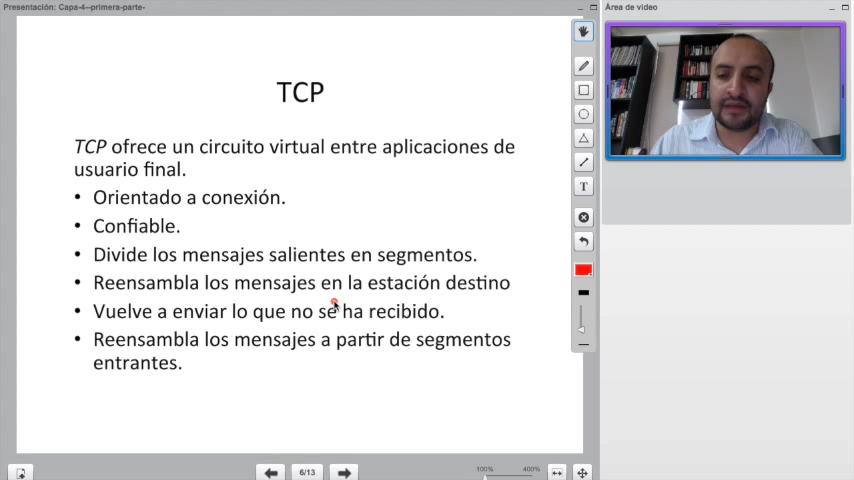 Presentación: Capa-4--primera-parte-
Área de video
TCP
TCP ofrece un circuito virtual entre aplicaciones de
usuario final.
• Orientado a conexión.
• Confiable.
• Divide los mensajes salientes en segmentos.
• Reensambla los mensajes en la estación destino
• Vuelve a enviar lo que no se ha recibido.
• Reensambla los mensajes a partir de segmentos
entrantes.
T
6/13
100%
400%